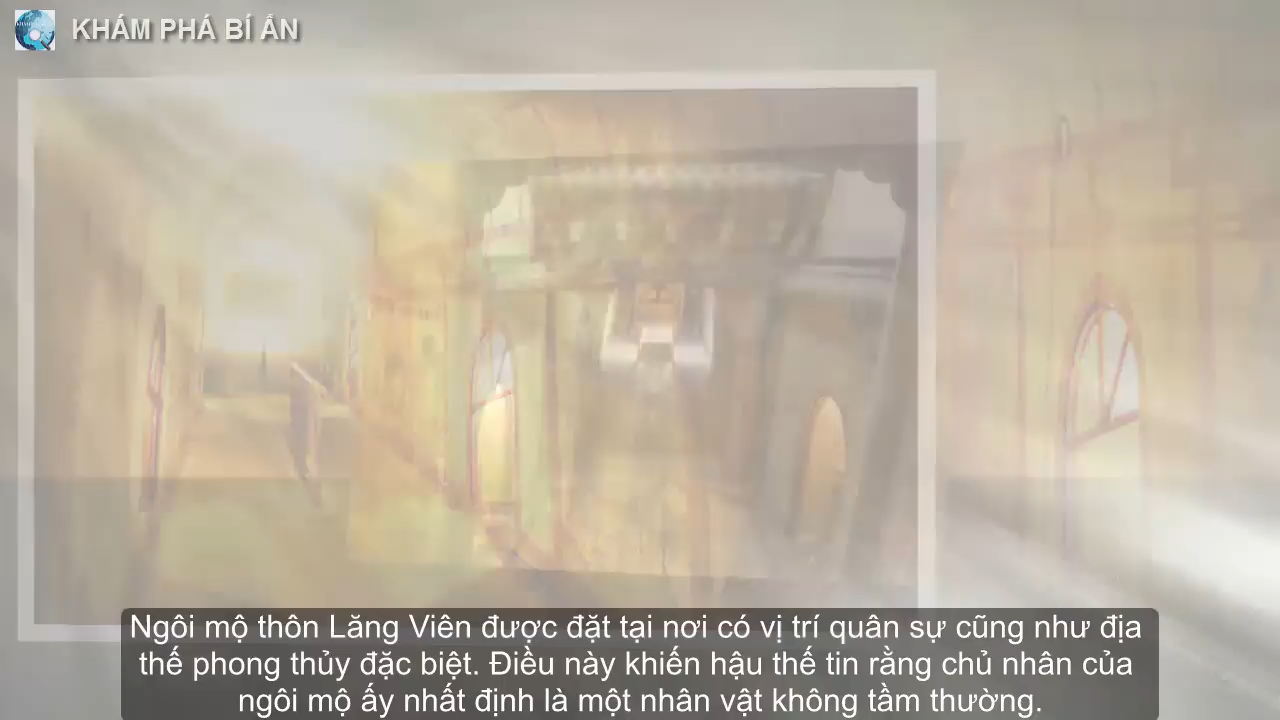 KHÁM PHÁ BÍ ẨN
Ngôi mộ thôn Lăng Viên được đặt tại nơi có vị trí quân sự cũng như địa
thế phong thủy đặc biệt. Điều này khiến hậu thế tin rằng chủ nhân của
ngôi mộ ấy nhất định là một nhân vật không tầm thường.